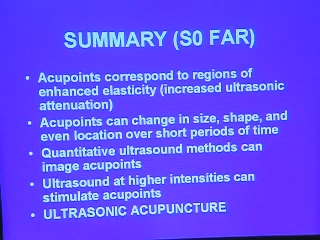 SUMMARY (S0 FAR)
• Acupoints correspond to regions of
enhanced elasticity (increased ultrasonic
attenuation)
• Acupoints can change in size, shape, and
even location over short periods of time
• Quantitative ultrasound methods can
image acupoints
• Ultrasound at higher intensities can
stimulate acupoints
• ULTRASONIC ACUPUNCTURE